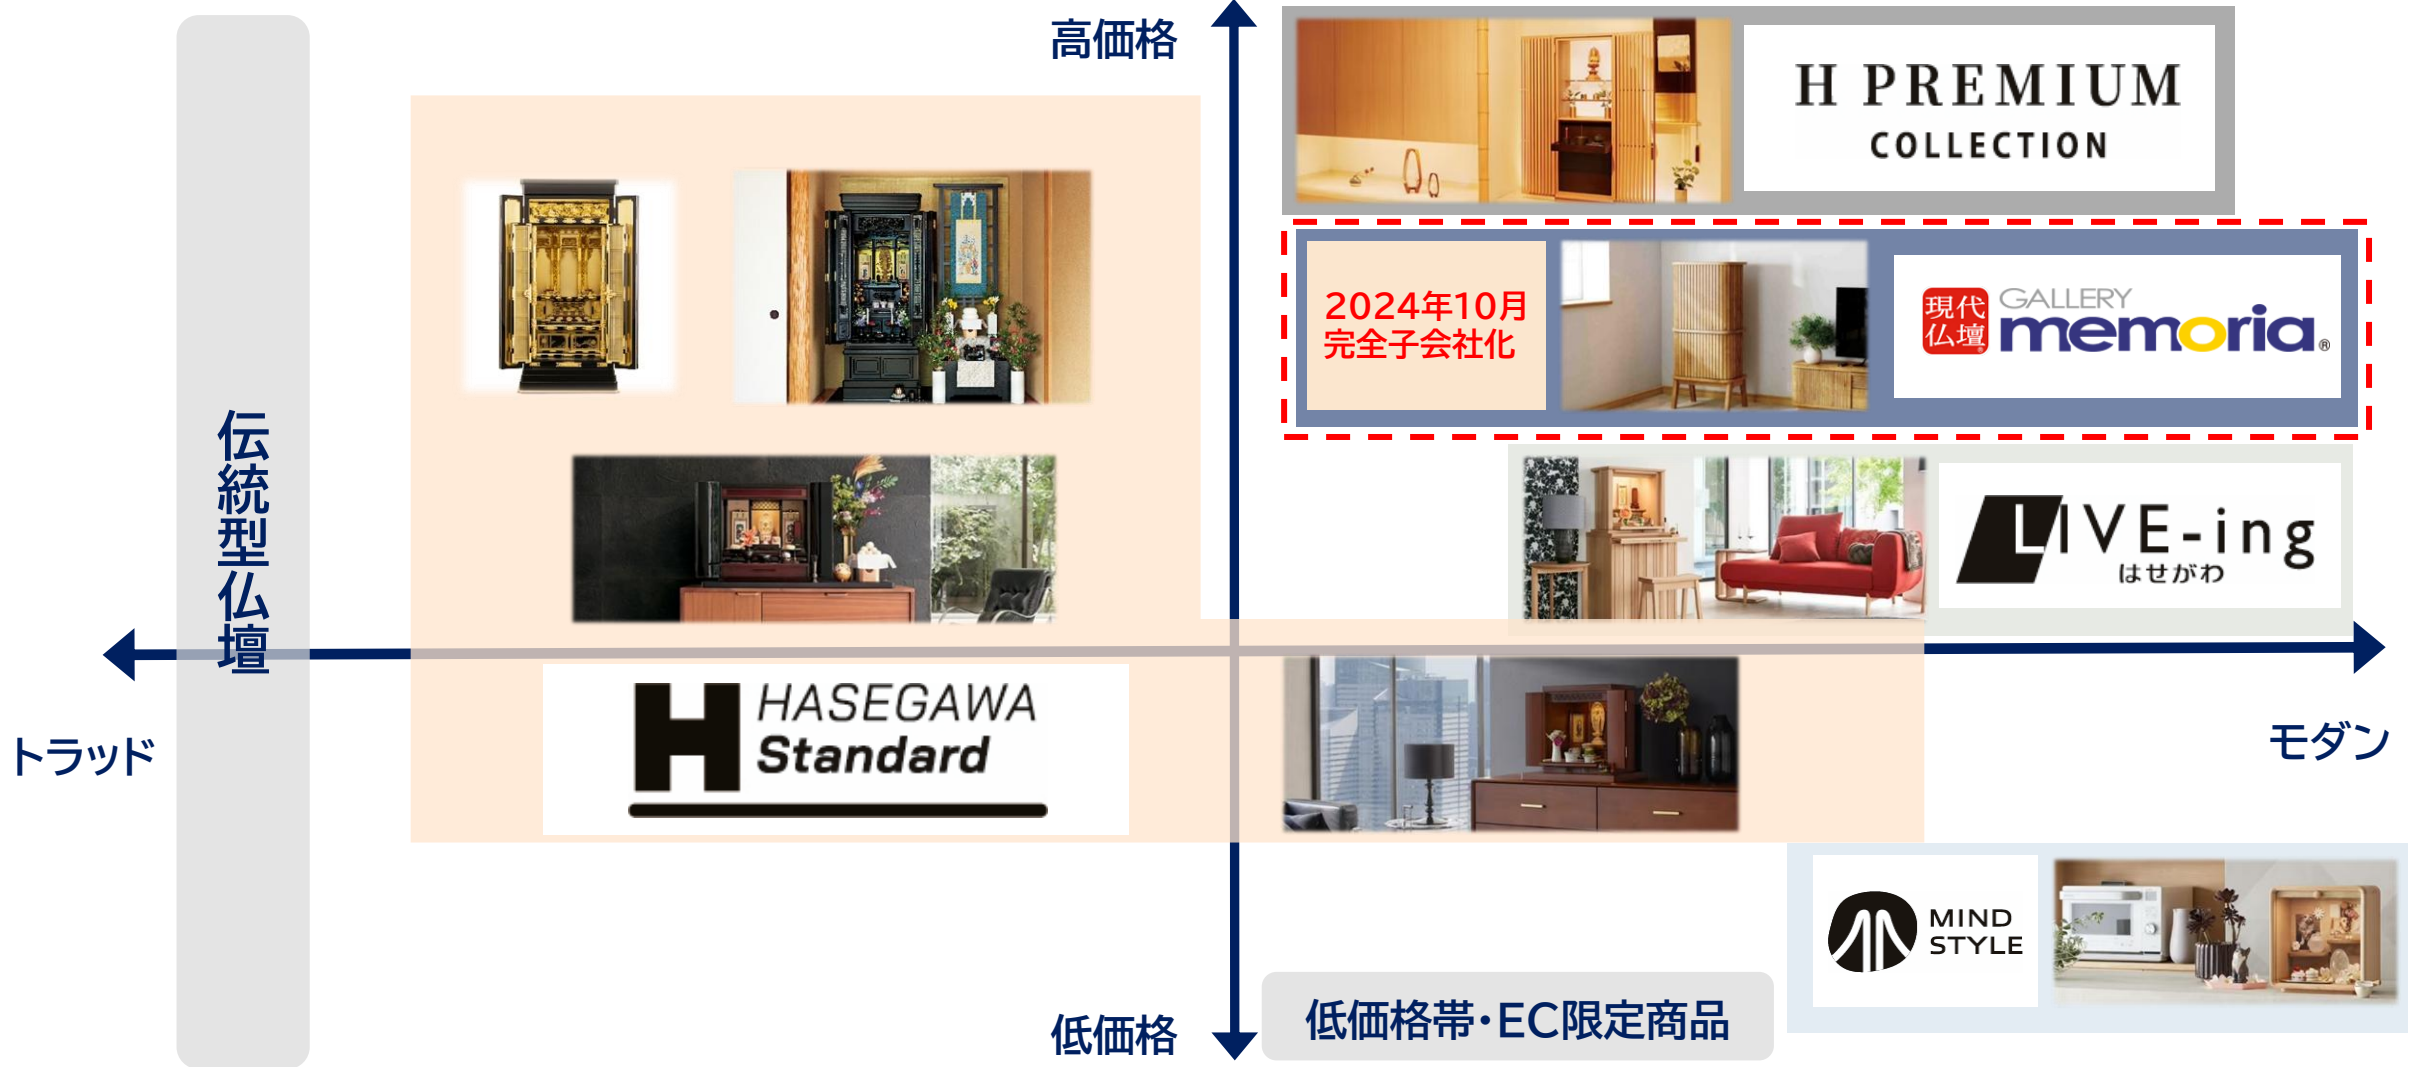 高価格
H PREMIUM
COLLECTION
2024年10月
完全子会社化
現代
仏壇
GALLERY
memoria®
伝統型仏壇
LIVE-ing
はせがわ
トラッド
モダン
HASEGAWA
Standard
MIND
STYLE
低価格
低価格帯・EC限定商品